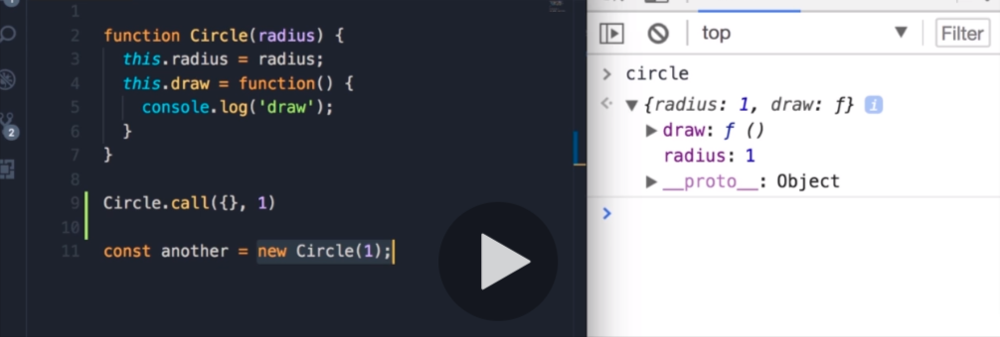 1
2 function Circle(radius) {
3 this.radius = radius;
4 this.draw = function() {
5 console.log('draw');
6 }
7 }
8
9 Circle.call({}, 1)
10
11 const another = new Circle(1);
2
top ▼ Filter
> circle
<· ▼ {radius: 1, draw: ƒ} i
▶ draw: ƒ ()
radius: 1
▶ __proto__: Object
>